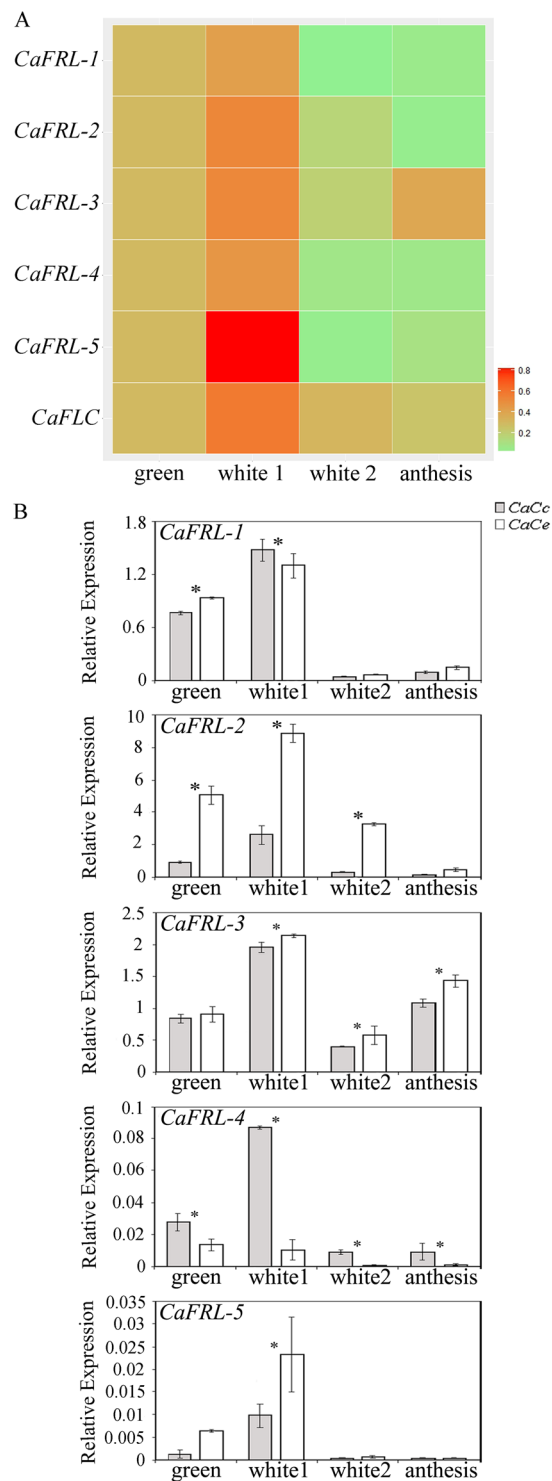 A
CaFRL-1
CaFRL-2
CaFRL-3
CaFRL-4
CaFRL-5
CaFLC
green white 1 white 2 anthesis
0.8
0.6
0.4
0.2
B
CaCc
CaCe
CaFRL-1
Relative Expression
1.8
1.2
0.6
0
* *
green white1 white2 anthesis
CaFRL-2
Relative Expression
10
8
6
4
2
0
* * *
green white1 white2 anthesis
CaFRL-3
Relative Expression
2.5
2
1.5
1
0.5
0
* * *
green white1 white2 anthesis
CaFRL-4
Relative Expression
0.1
0.08
0.06
0.04
0.02
0
* * * *
green white1 white2 anthesis
CaFRL-5
Relative Expression
0.035
0.03
0.025
0.02
0.015
0.01
0.005
0
*
green white1 white2 anthesis